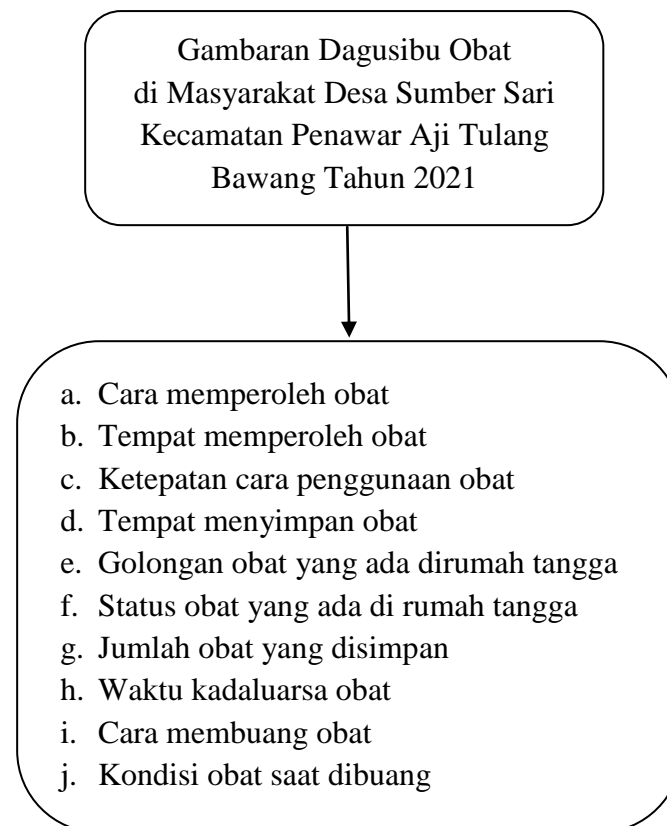 Gambaran Dagusibu Obat
di Masyarakat Desa Sumber Sari
Kecamatan Penawar Aji Tulang
Bawang Tahun 2021
a. Cara memperoleh obat
b. Tempat memperoleh obat
c. Ketepatan cara penggunaan obat
d. Tempat menyimpan obat
e. Golongan obat yang ada dirumah tangga
f. Status obat yang ada di rumah tangga
g. Jumlah obat yang disimpan
h. Waktu kadaluarsa obat
i. Cara membuang obat
j. Kondisi obat saat dibuang